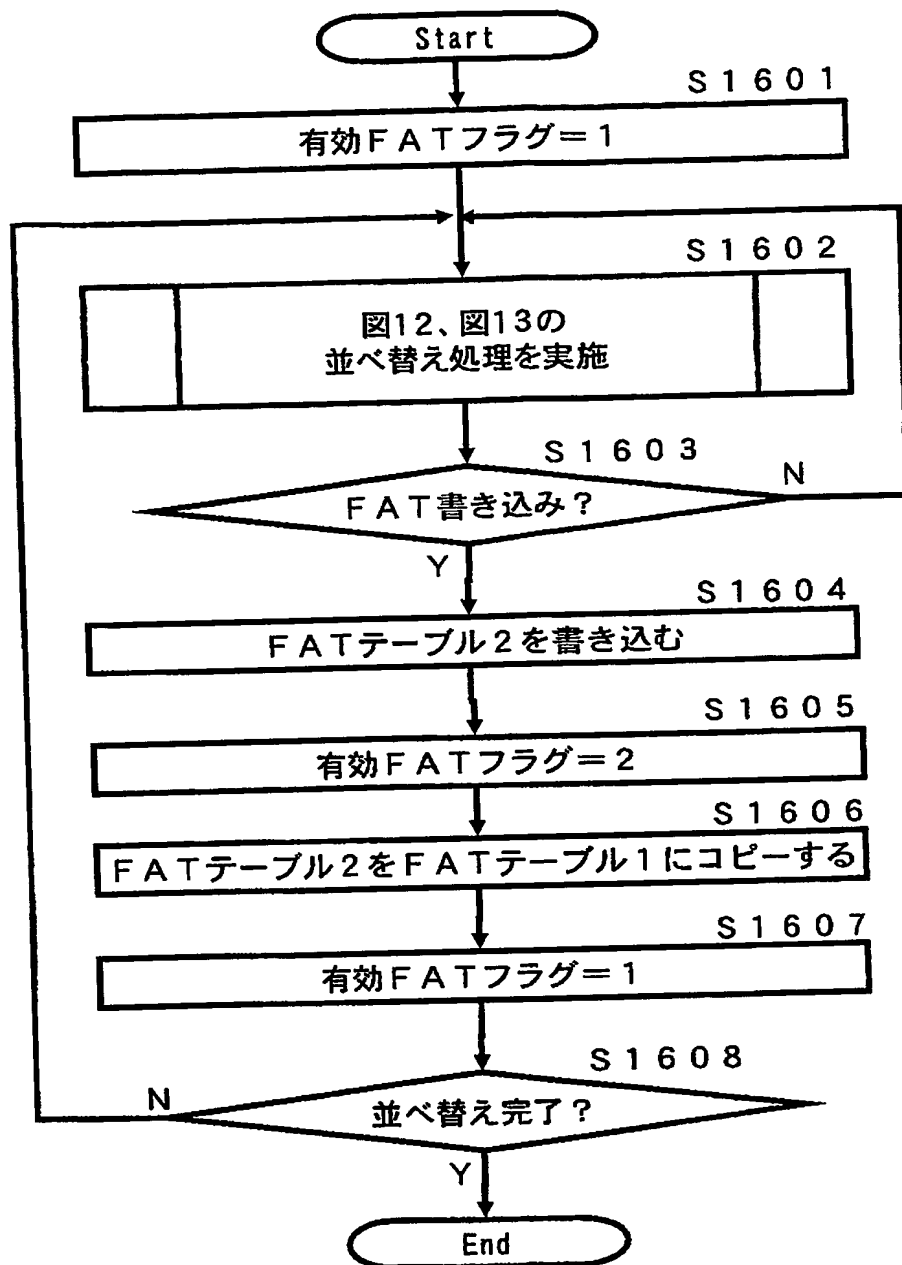 Start
Ｓ１６０１
有効ＦＡＴフラグ＝１
Ｓ１６０２
図12、図13の
並べ替え処理を実施
Ｓ１６０３
ＦＡＴ書き込み？
N
Y
Ｓ１６０４
ＦＡＴテーブル２を書き込む
Ｓ１６０５
有効ＦＡＴフラグ＝２
Ｓ１６０６
ＦＡＴテーブル２をＦＡＴテーブル１にコピーする
Ｓ１６０７
有効ＦＡＴフラグ＝１
Ｓ１６０８
N
並べ替え完了？
Y
End